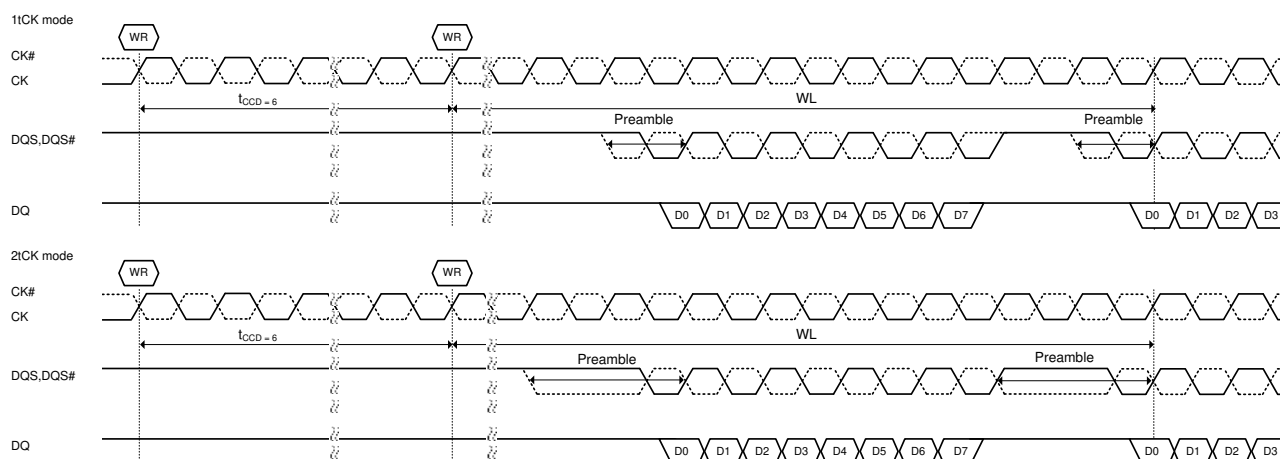 1tCK mode
WR WR
CK#
CK
tCCD = 6 WL
Preamble Preamble
DQS,DQS#
DQ D0 D1 D2 D3 D4 D5 D6 D7 D0 D1 D2 D3
2tCK mode
WR WR
CK#
CK
tCCD = 6 WL
Preamble Preamble
DQS,DQS#
DQ D0 D1 D2 D3 D4 D5 D6 D7 D0 D1 D2 D3